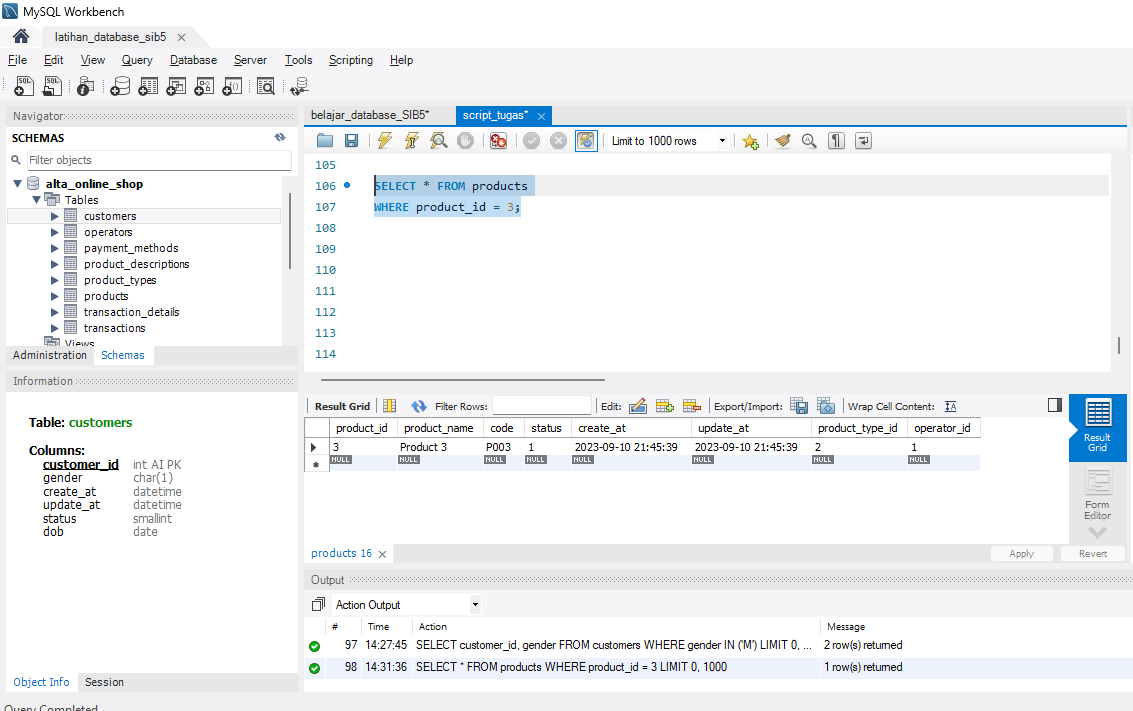 MySQL Workbench
latihan_database_sib5
File Edit View Query Database Server Tools Scripting Help
Navigator
SCHEMAS
Filter objects
alta_online_shop
Tables
customers
operators
payment_methods
product_descriptions
product_types
products
transaction_details
transactions
Views
Administration Schemas
Information
Table: customers
Columns:
customer_id int AI PK
gender char(1)
create_at datetime
update_at datetime
status smallint
dob date
Object Info Session
Query Completed
belajar_database_SIB5* script_tugas*
Limit to 1000 rows
105
106 SELECT * FROM products
107 WHERE product_id = 3;
108
109
110
111
112
113
114
Result Grid Filter Rows: Edit: Export/Import: Wrap Cell Content:
product_id product_name code status create_at update_at product_type_id operator_id
3 Product 3 P003 1 2023-09-10 21:45:39 2023-09-10 21:45:39 2 1
NULL NULL NULL NULL NULL NULL NULL NULL
Result
Grid
Form
Editor
products 16
Apply Revert
Output
Action Output
# Time Action Message
97 14:27:45 SELECT customer_id, gender FROM customers WHERE gender IN ('M') LIMIT 0, ... 2 row(s) returned
98 14:31:36 SELECT * FROM products WHERE product_id = 3 LIMIT 0, 1000 1 row(s) returned